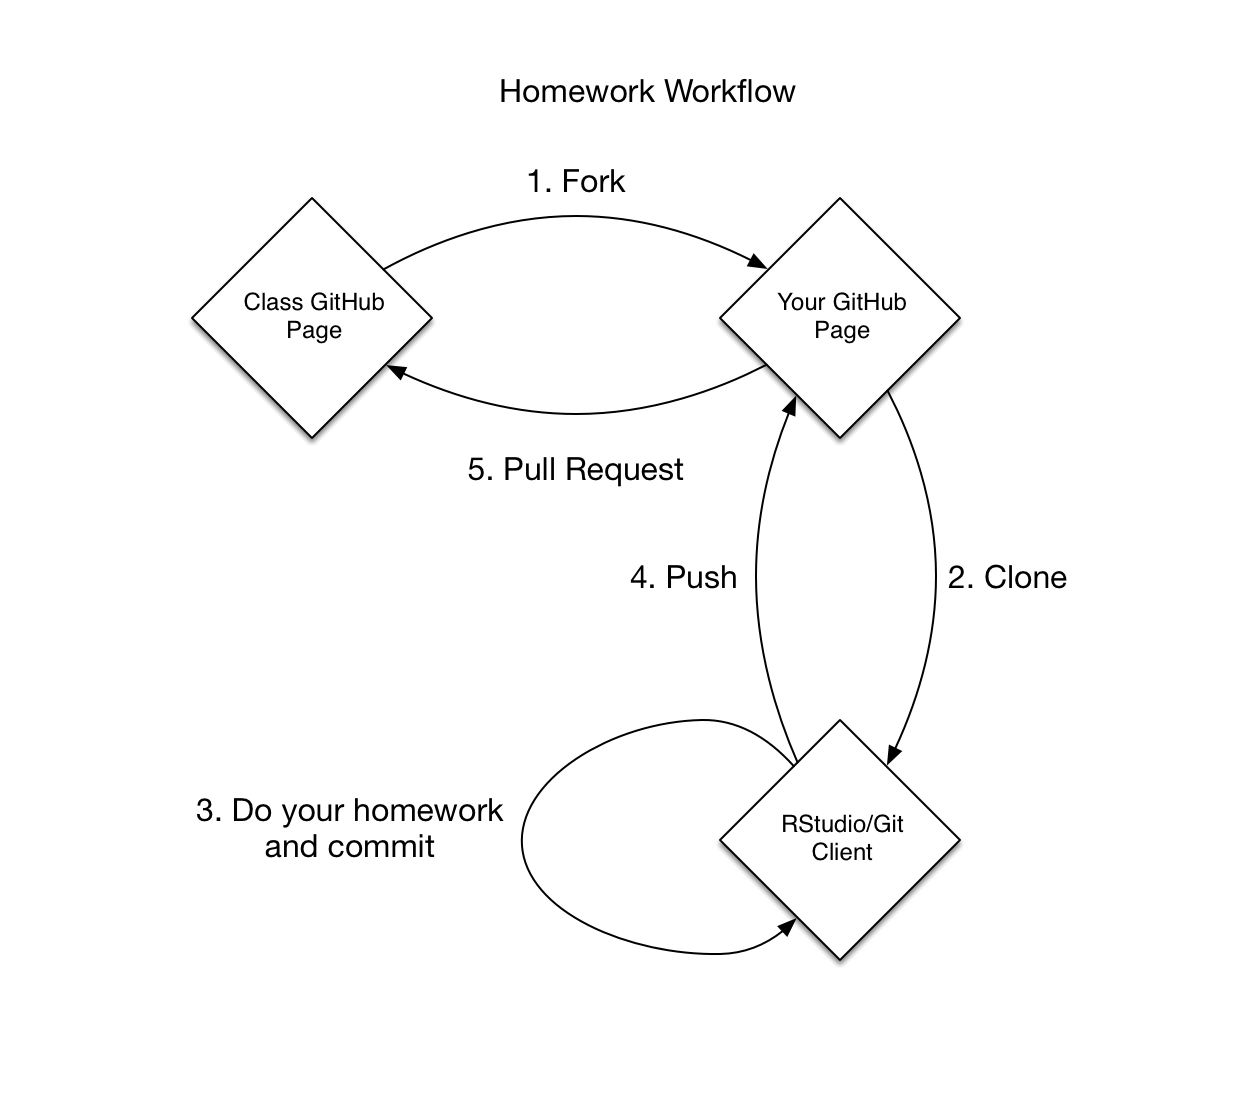 Homework Workflow
1. Fork
Class GitHub
Page
Your GitHub
Page
5. Pull Request
4. Push
2. Clone
3. Do your homework
and commit
RStudio/Git
Client